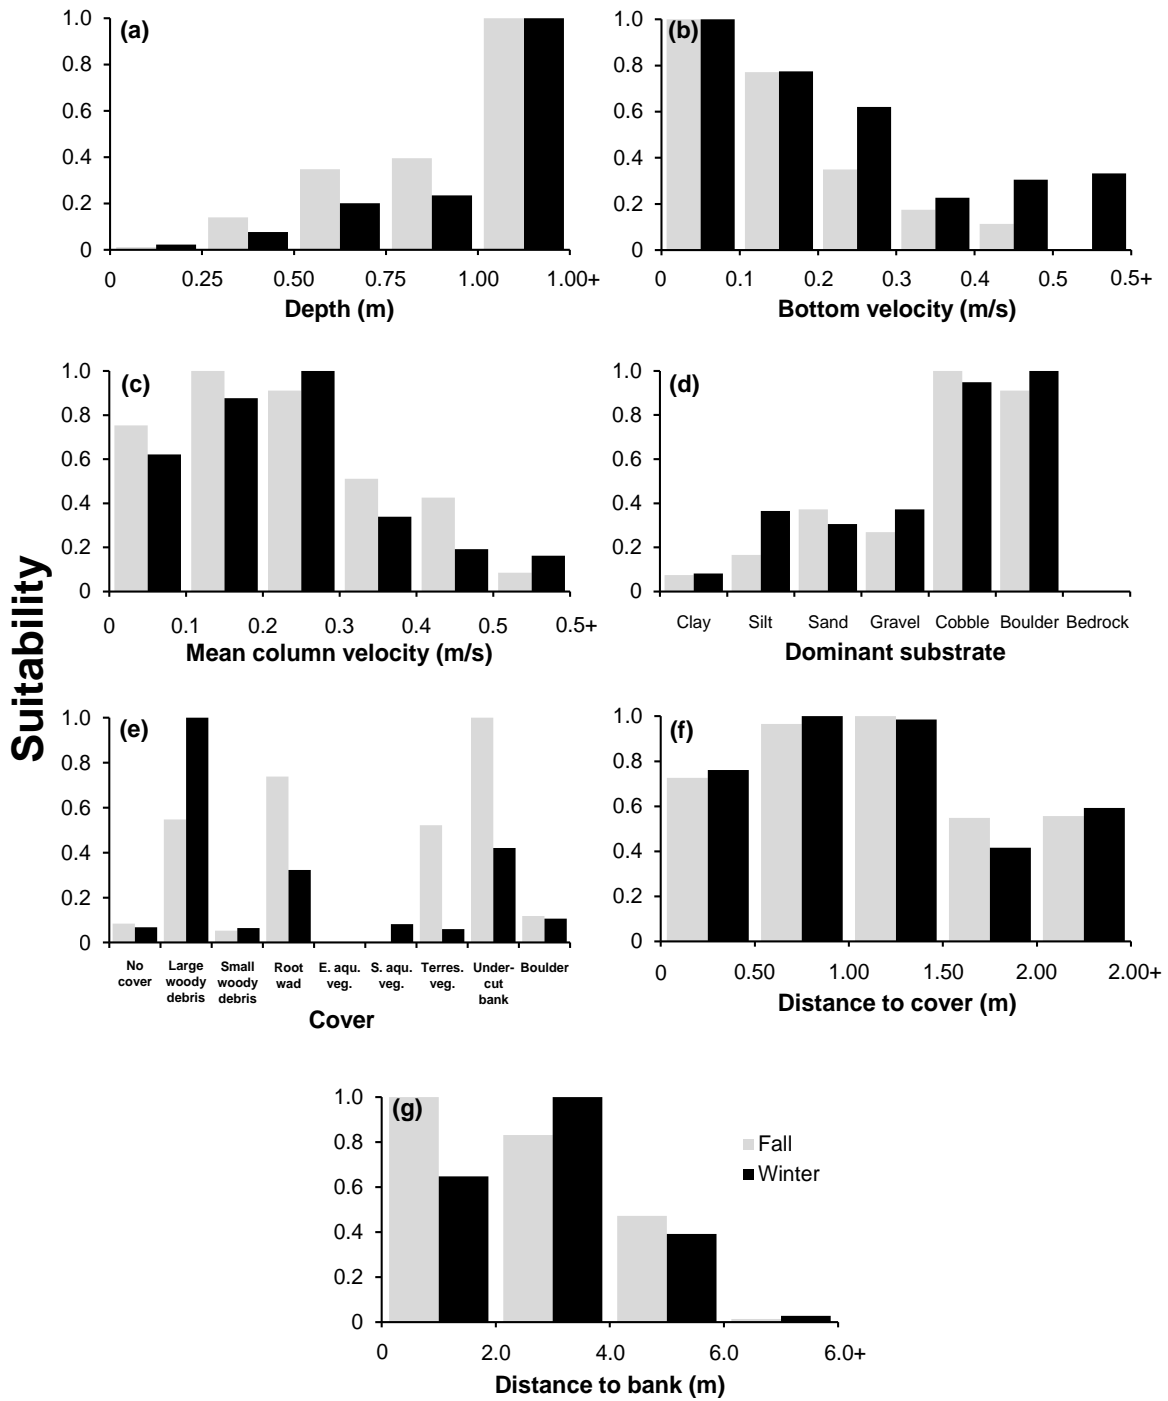 Suitability
(a)
1.0
0.8
0.6
0.4
0.2
0
0 0.25 0.50 0.75 1.00 1.00+
Depth (m)
(b)
1.0
0.8
0.6
0.4
0.2
0
0 0.1 0.2 0.3 0.4 0.5 0.5+
Bottom velocity (m/s)
(c)
1.0
0.8
0.6
0.4
0.2
0
0 0.1 0.2 0.3 0.4 0.5 0.5+
Mean column velocity (m/s)
(d)
1.0
0.8
0.6
0.4
0.2
0
Clay Silt Sand Gravel Cobble Boulder Bedrock
Dominant substrate
(e)
1.0
0.8
0.6
0.4
0.2
0
No cover
Large woody debris
Small woody debris
Root wad
E. aqu. veg.
S. aqu. veg.
Terres. veg.
Under-cut bank
Boulder
Cover
(f)
1.0
0.8
0.6
0.4
0.2
0
0 0.50 1.00 1.50 2.00 2.00+
Distance to cover (m)
(g)
1.0
0.8
0.6
0.4
0.2
0
0 2.0 4.0 6.0 6.0+
Distance to bank (m)
Fall
Winter